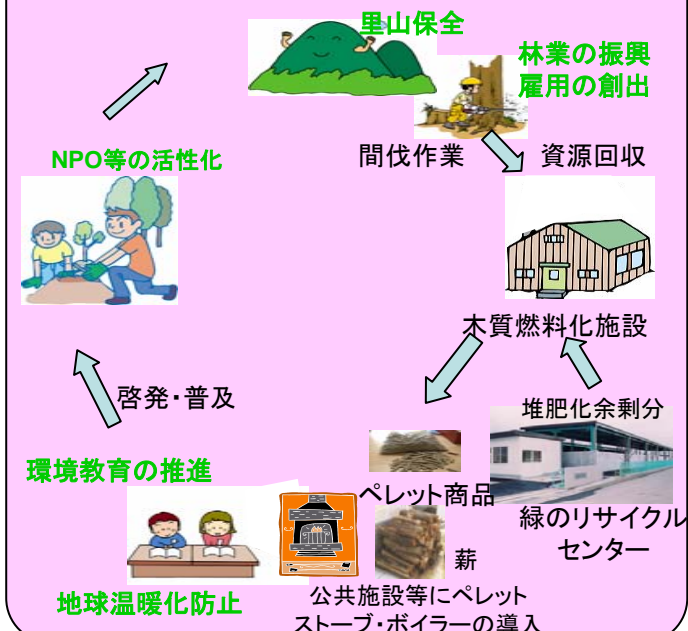 里山保全
林業の振興
雇用の創出
間伐作業
資源回収
NPO等の活性化
木質燃料化施設
啓発・普及
堆肥化余剰分
環境教育の推進
ペレット商品
緑のリサイクル
センター
薪
地球温暖化防止
公共施設等にペレット
ストーブ・ボイラーの導入